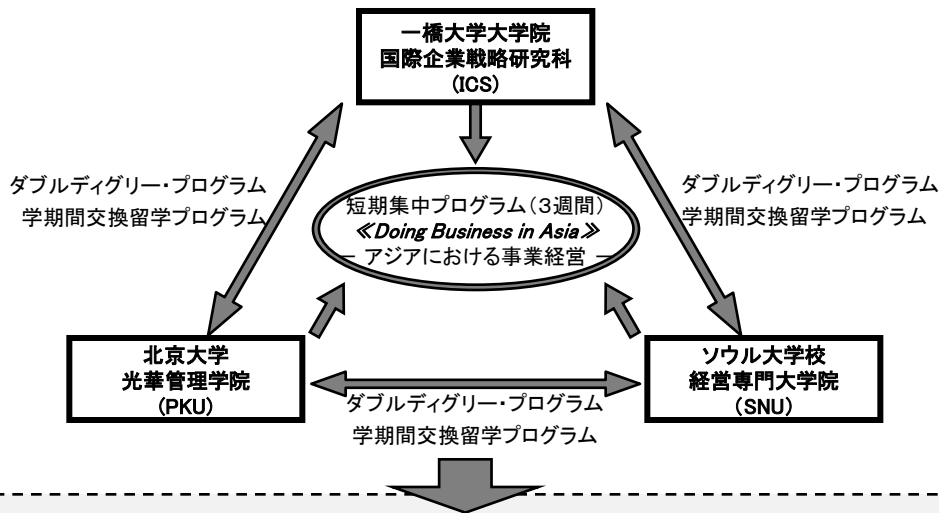 一橋大学大学院
国際企業戦略研究科
(ICS)
ダブルディグリー・プログラム
学期間交換留学プログラム
ダブルディグリー・プログラム
学期間交換留学プログラム
短期集中プログラム(3週間)
≪Doing Business in Asia≫
― アジアにおける事業経営 ―
北京大学
光華管理学院
(PKU)
ソウル大学校
経営専門大学院
(SNU)
ダブルディグリー・プログラム
学期間交換留学プログラム